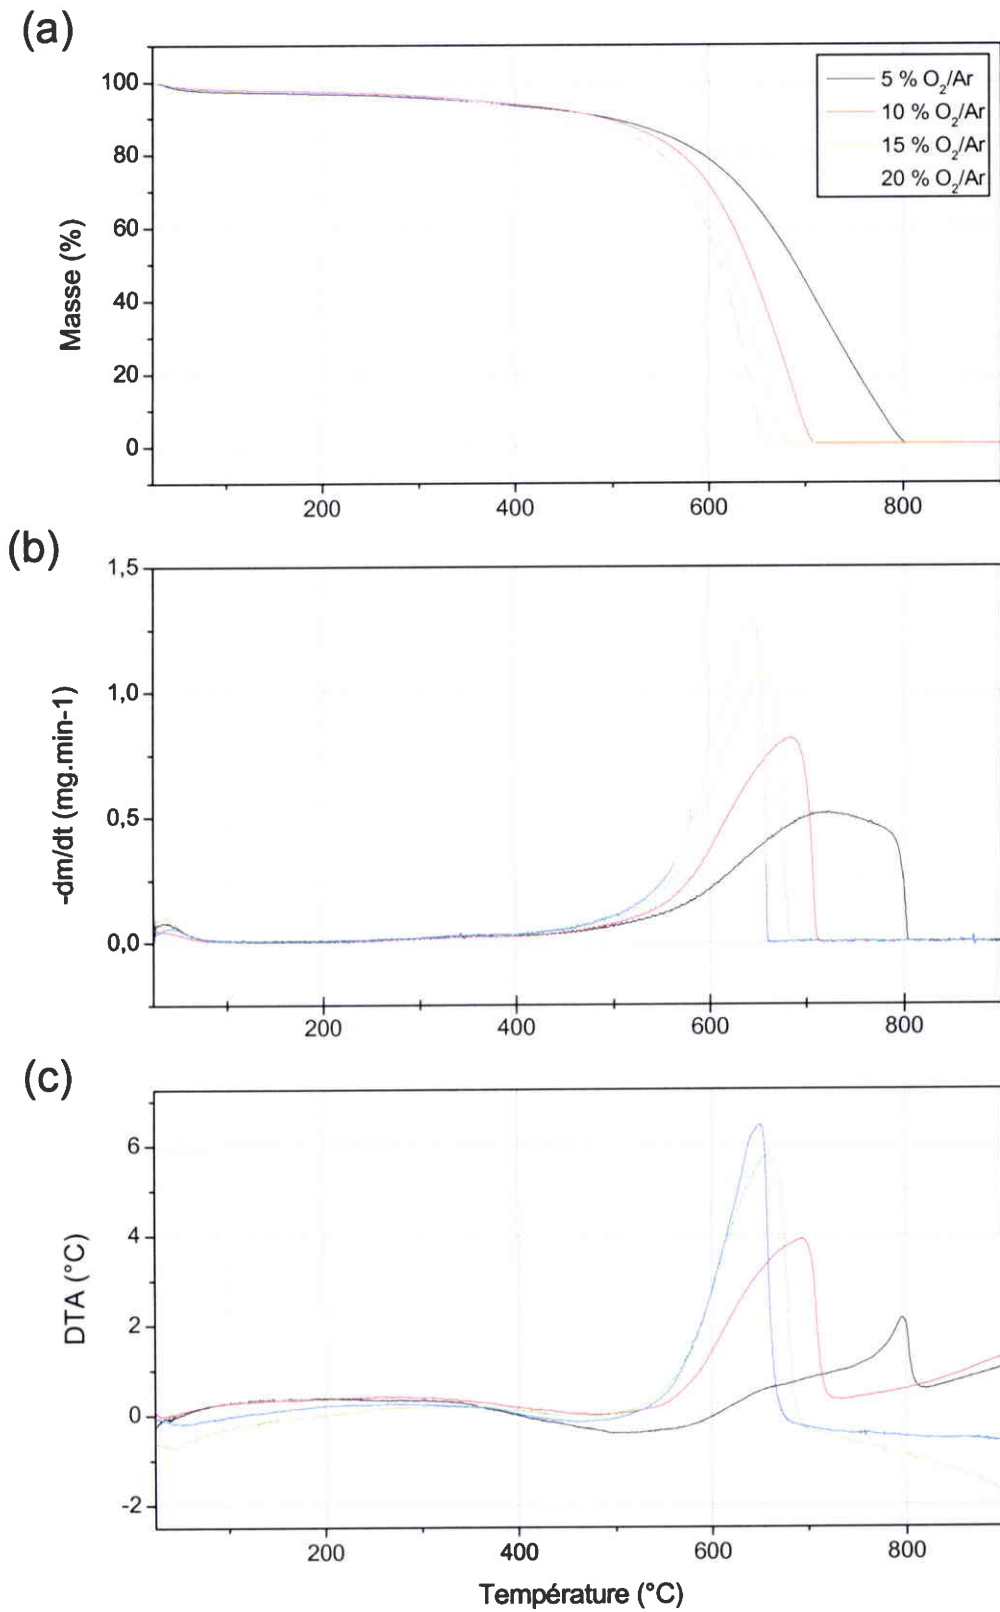 (a)
100
80
60
40
20
0
Masse (%)
5 % O₂/Ar
10 % O₂/Ar
15 % O₂/Ar
20 % O₂/Ar
200 400 600 800
(b)
1,5
1,0
0,5
0,0
-dm/dt (mg.min-1)
200 400 600 800
(c)
6
4
2
0
-2
DTA (°C)
200 400 600 800
Température (°C)